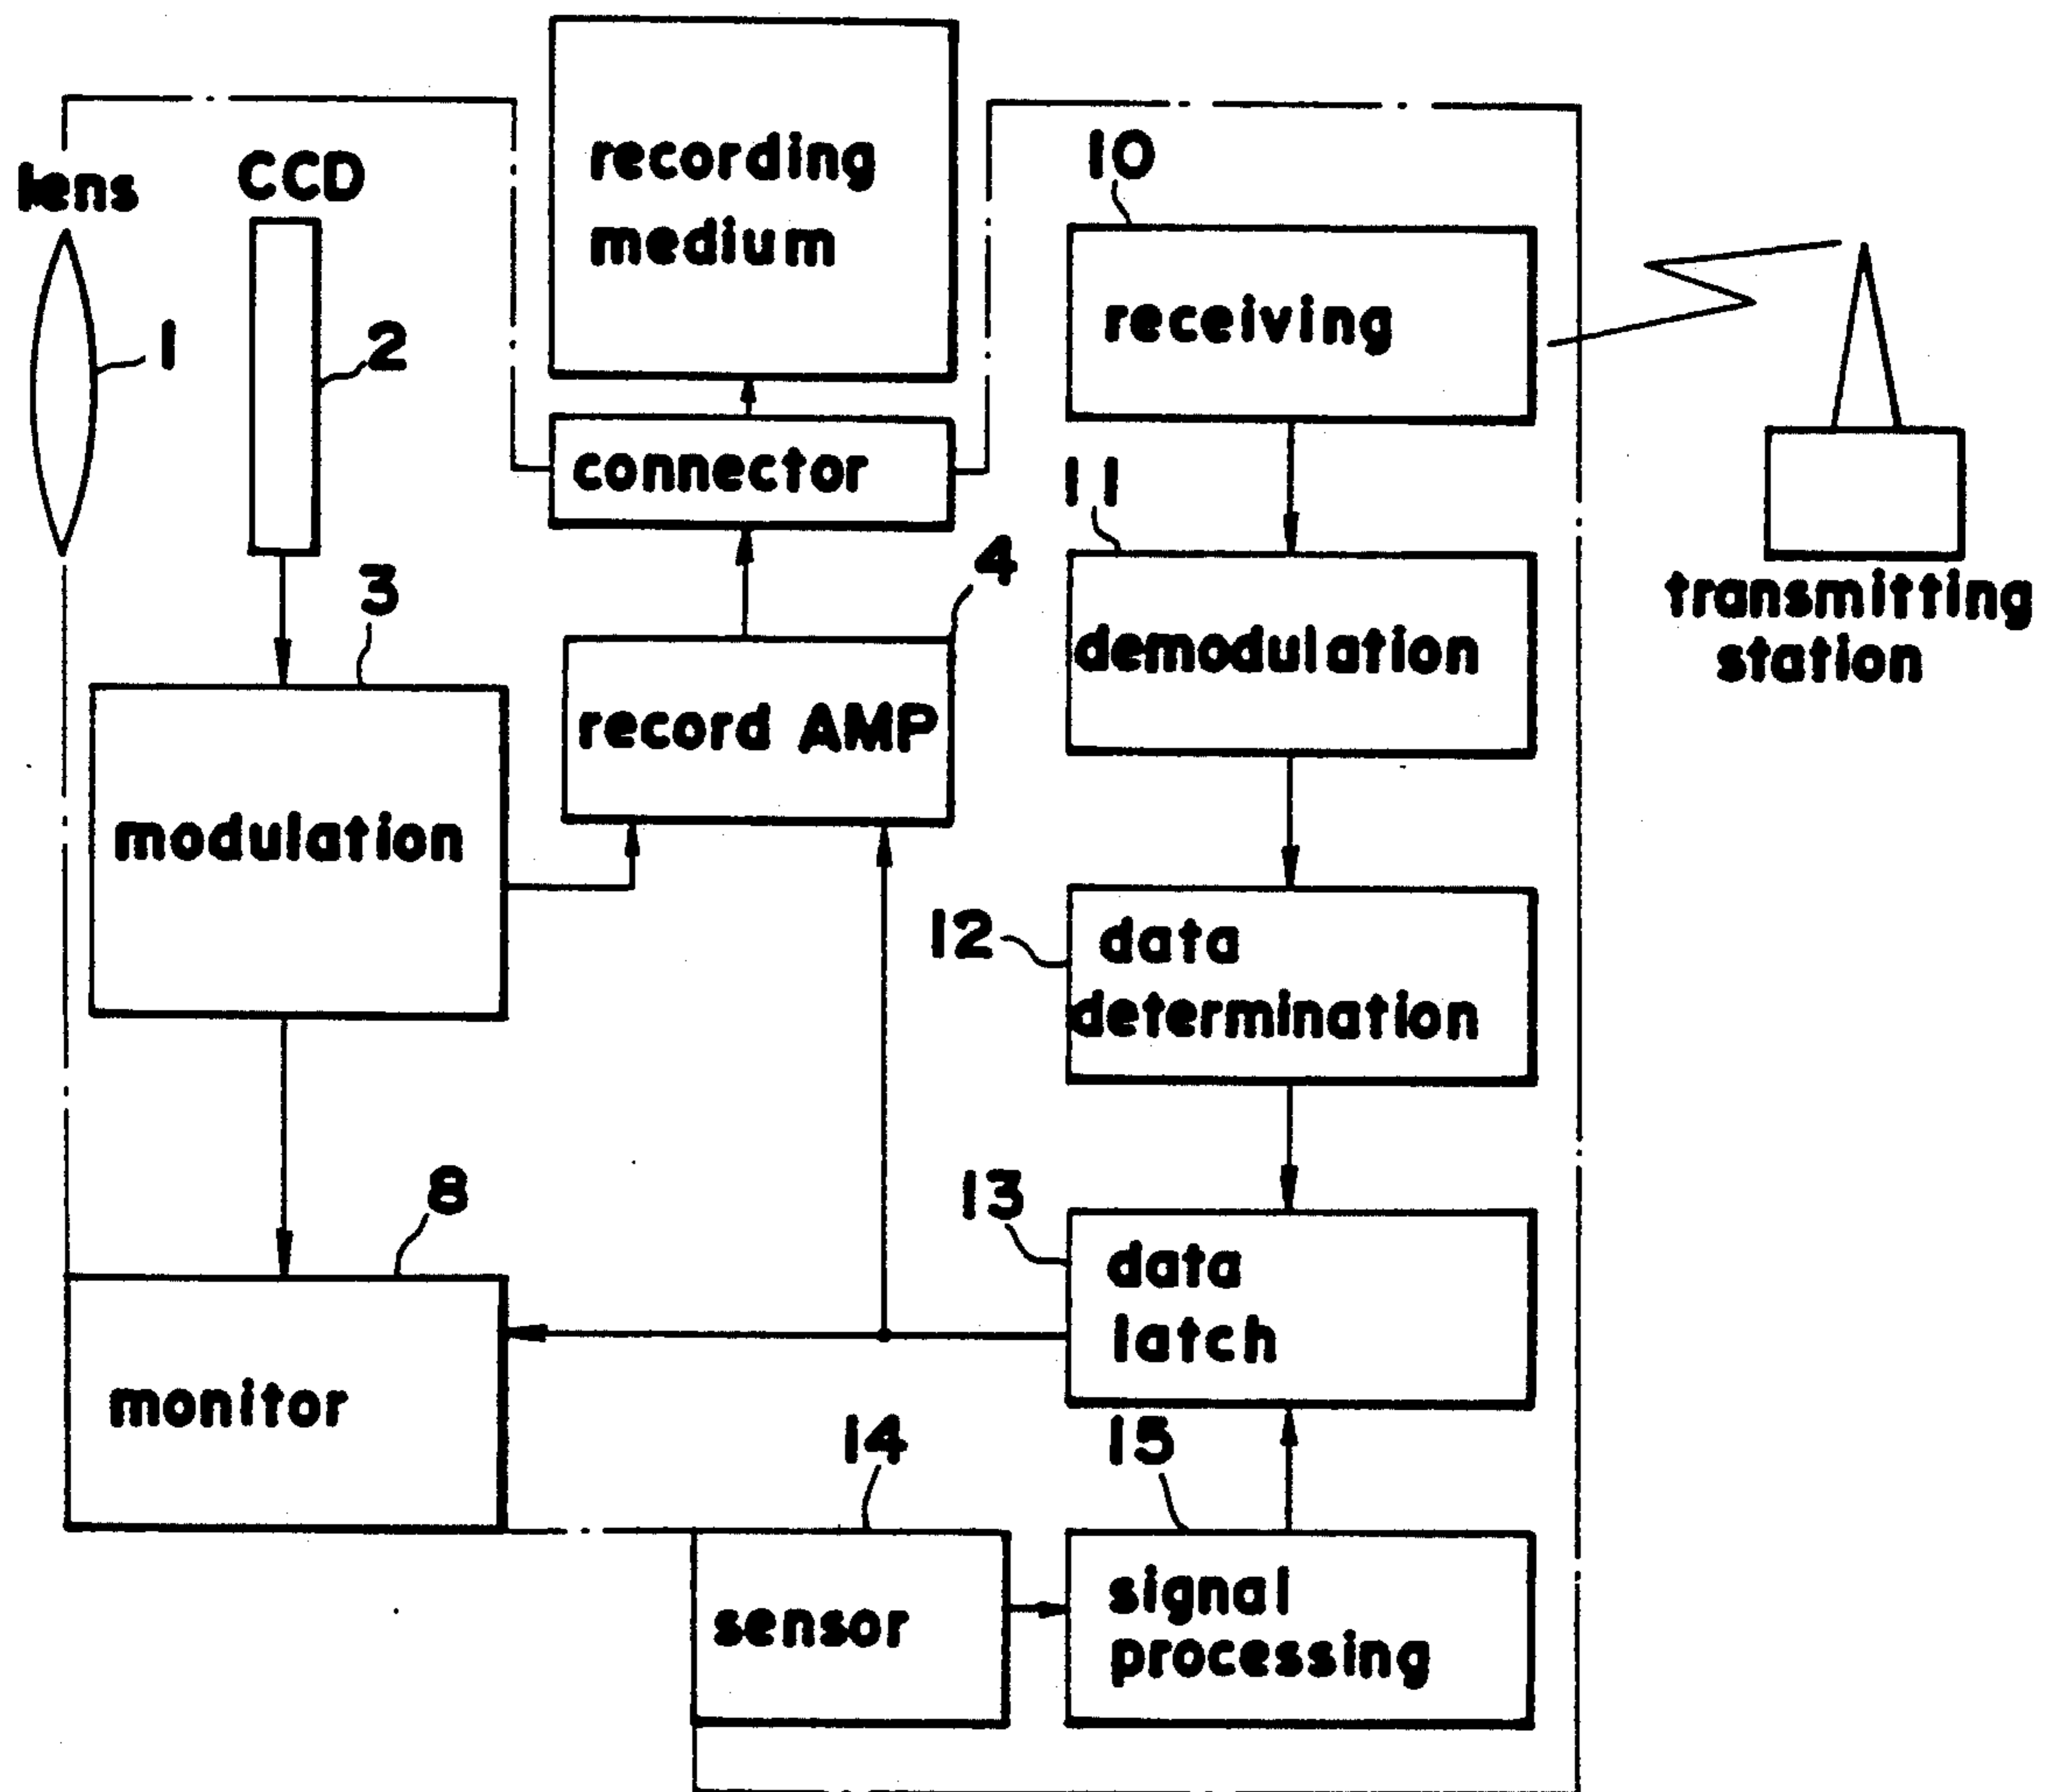 lens
CCD
1
2
recording
medium
connector
3
modulation
4
record AMP
8
monitor
10
receiving
11
demodulation
12
data
determination
13
data
latch
14
sensor
15
signal
processing
transmitting
station